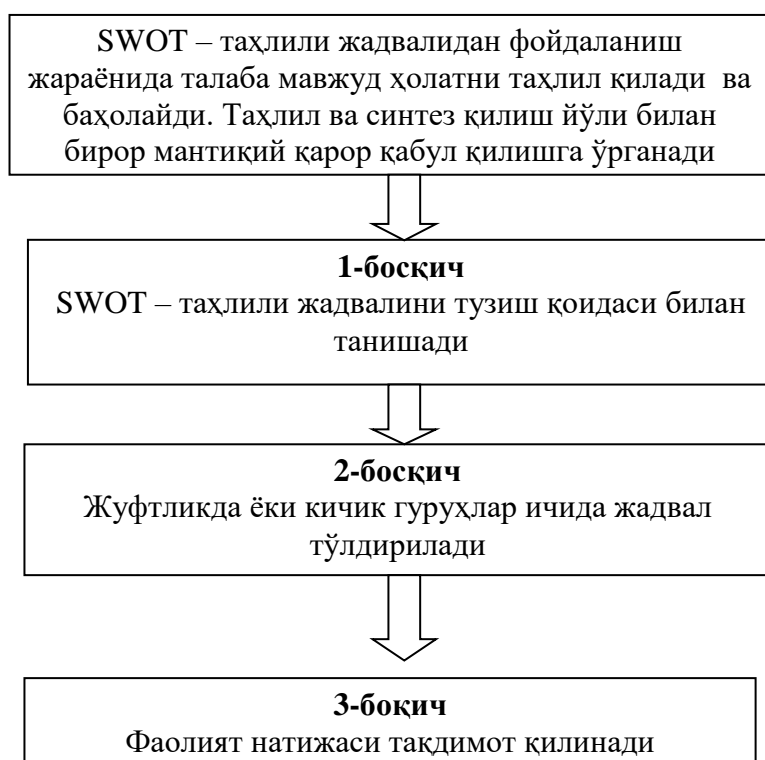 SWOT – таҳлили жадвалидан фойдаланиш
жараёнида талаба мавжуд ҳолатни таҳлил қилади ва
баҳолайди. Таҳлил ва синтез қилиш йўли билан
бирор мантиқий қарор қабул қилишга ўрганади
1-босқич
SWOT – таҳлили жадвалини тузиш қоидаси билан
танишади
2-босқич
Жуфтликда ёки кичик гуруҳлар ичида жадвал
тўлдирилади
3-боқич
Фаолият натижаси тақдимот қилинади